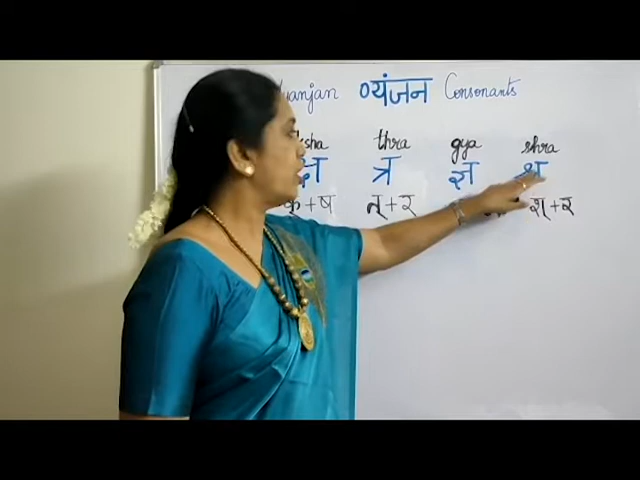 व्यंजन Consonants
thra gya shra
क्ष त्र ज्ञ श्र
क्+ष त्+र श्+र